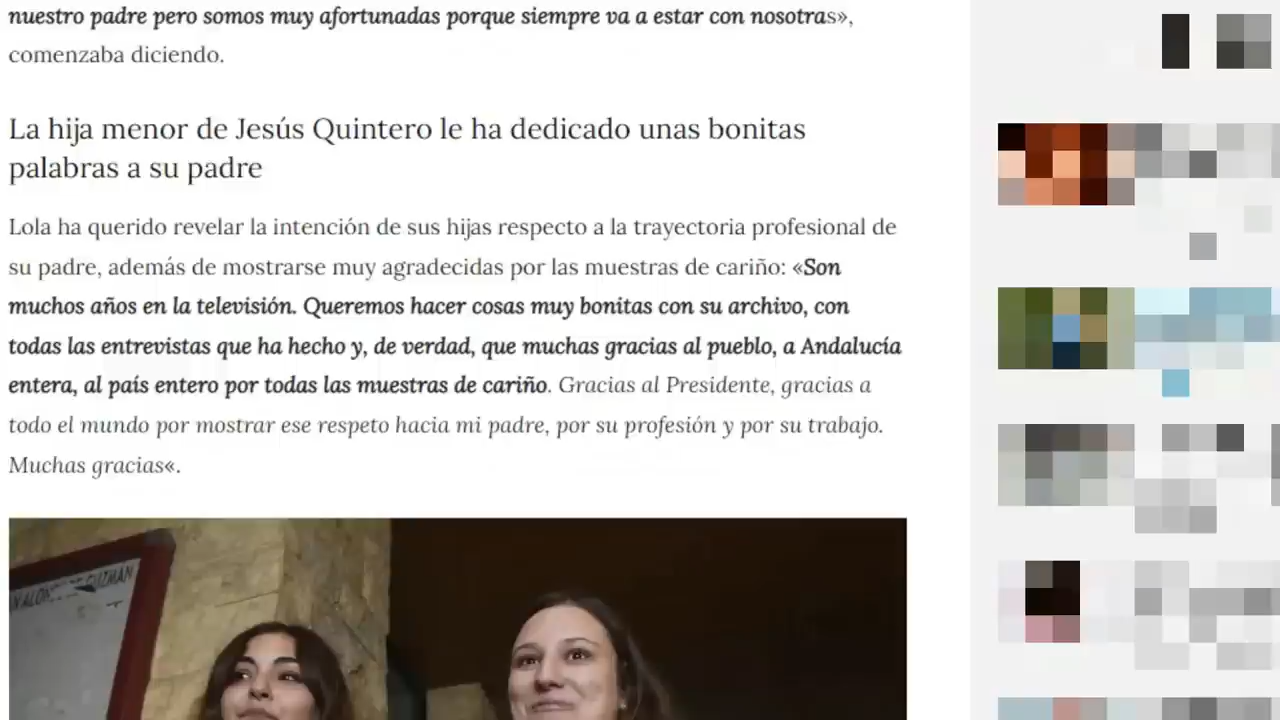 nuestro padre pero somos muy afortunadas porque siempre va a estar con nosotras»,
comenzaba diciendo.
La hija menor de Jesús Quintero le ha dedicado unas bonitas
palabras a su padre
Lola ha querido revelar la intención de sus hijas respecto a la trayectoria profesional de
su padre, además de mostrarse muy agradecidas por las muestras de cariño: «Son
muchos años en la televisión. Queremos hacer cosas muy bonitas con su archivo, con
todas las entrevistas que ha hecho y, de verdad, que muchas gracias al pueblo, a Andalucía
entera, al país entero por todas las muestras de cariño. Gracias al Presidente, gracias a
todo el mundo por mostrar ese respeto hacia mi padre, por su profesión y por su trabajo.
Muchas gracias«.